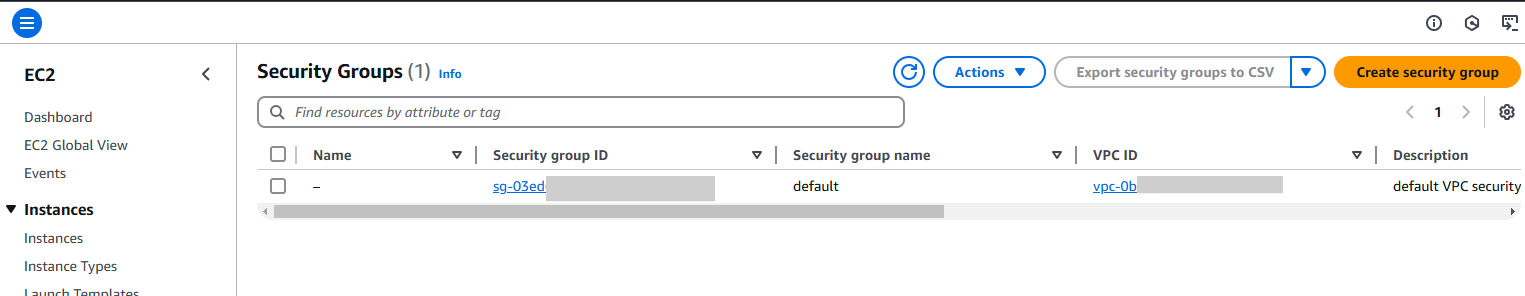 EC2
Dashboard
EC2 Global View
Events
Instances
Instances
Instance Types
Launch Templates
Security Groups (1) Info
Actions
Export security groups to CSV
Create security group
Find resources by attribute or tag
1
Name Security group ID Security group name VPC ID Description
– sg-03ed default vpc-0b default VPC security